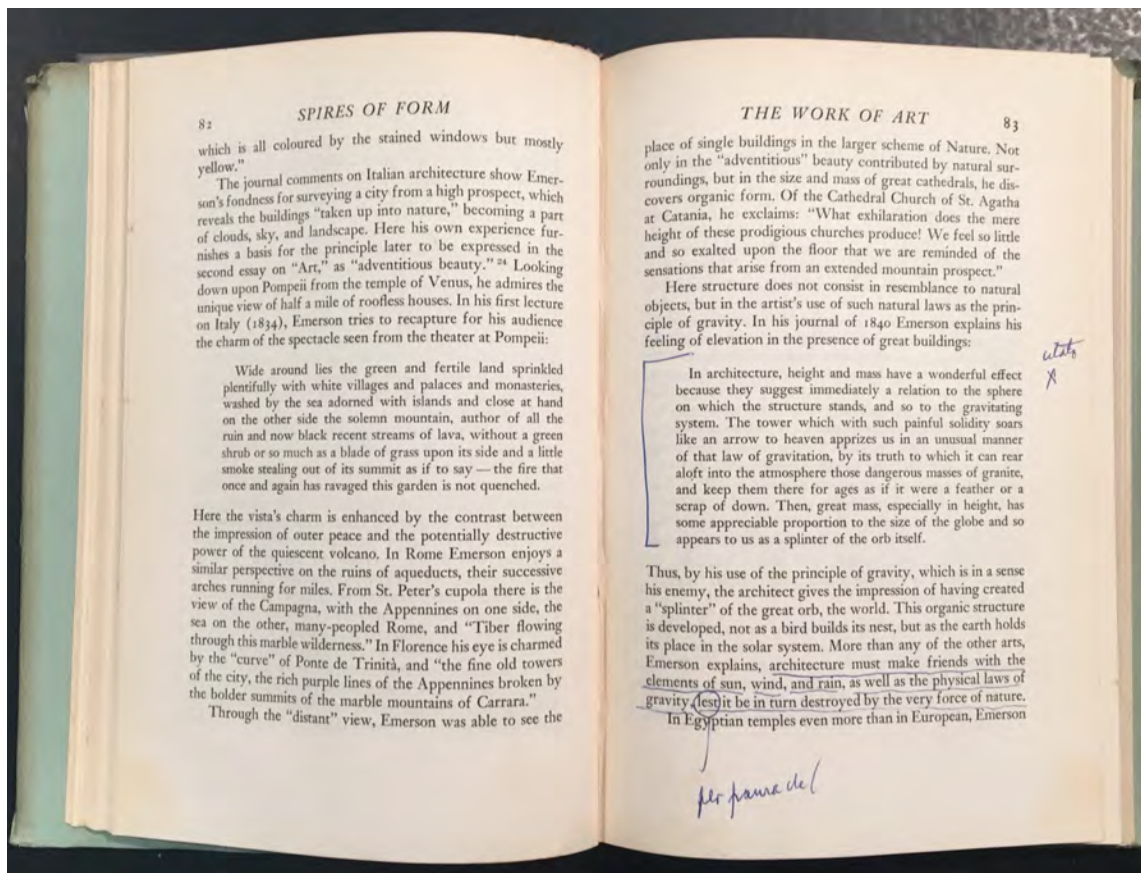 82
SPIRES OF FORM
which is all coloured by the stained windows but mostly
yellow."
The journal comments on Italian architecture show Emer-
son's fondness for surveying a city from a high prospect, which
reveals the buildings "taken up into nature," becoming a part
of clouds, sky, and landscape. Here his own experience fur-
nishes a basis for the principle later to be expressed in the
second essay on "Art," as "adventitious beauty." 24 Looking
down upon Pompeii from the temple of Venus, he admires the
unique view of half a mile of roofless houses. In his first lecture
on Italy (1834), Emerson tries to recapture for his audience
the charm of the spectacle seen from the theater at Pompeii:
Wide around lies the green and fertile land sprinkled
plentifully with white villages and palaces and monasteries,
washed by the sea adorned with islands and close at hand
on the other side the solemn mountain, author of all the
ruin and now black recent streams of lava, without a green
shrub or so much as a blade of grass upon its side and a little
smoke stealing out of its summit as if to say — the fire that
once and again has ravaged this garden is not quenched.
Here the vista's charm is enhanced by the contrast between
the impression of outer peace and the potentially destructive
power of the quiescent volcano. In Rome Emerson enjoys a
similar perspective on the ruins of aqueducts, their successive
arches running for miles. From St. Peter's cupola there is the
view of the Campagna, with the Appennines on one side, the
sea on the other, many-peopled Rome, and "Tiber flowing
through this marble wilderness." In Florence his eye is charmed
by the "curve" of Ponte de Trinità, and "the fine old towers
of the city, the rich purple lines of the Appennines broken by
the bolder summits of the marble mountains of Carrara."
Through the "distant" view, Emerson was able to see the
THE WORK OF ART
83
place of single buildings in the larger scheme of Nature. Not
only in the "adventitious" beauty contributed by natural sur-
roundings, but in the size and mass of great cathedrals, he dis-
covers organic form. Of the Cathedral Church of St. Agatha
at Catania, he exclaims: "What exhilaration does the mere
height of these prodigious churches produce! We feel so little
and so exalted upon the floor that we are reminded of the
sensations that arise from an extended mountain prospect."
Here structure does not consist in resemblance to natural
objects, but in the artist's use of such natural laws as the prin-
ciple of gravity. In his journal of 1840 Emerson explains his
feeling of elevation in the presence of great buildings:
In architecture, height and mass have a wonderful effect
because they suggest immediately a relation to the sphere
on which the structure stands, and so to the gravitating
system. The tower which with such painful solidity soars
like an arrow to heaven apprizes us in an unusual manner
of that law of gravitation, by its truth to which it can rear
aloft into the atmosphere those dangerous masses of granite,
and keep them there for ages as if it were a feather or a
scrap of down. Then, great mass, especially in height, has
some appreciable proportion to the size of the globe and so
appears to us as a splinter of the orb itself.
Thus, by his use of the principle of gravity, which is in a sense
his enemy, the architect gives the impression of having created
a "splinter" of the great orb, the world. This organic structure
is developed, not as a bird builds its nest, but as the earth holds
its place in the solar system. More than any of the other arts,
Emerson explains, architecture must make friends with the
elements of sun, wind, and rain, as well as the physical laws of
gravity, lest it be in turn destroyed by the very force of nature.
In Egyptian temples even more than in European, Emerson
per paura de